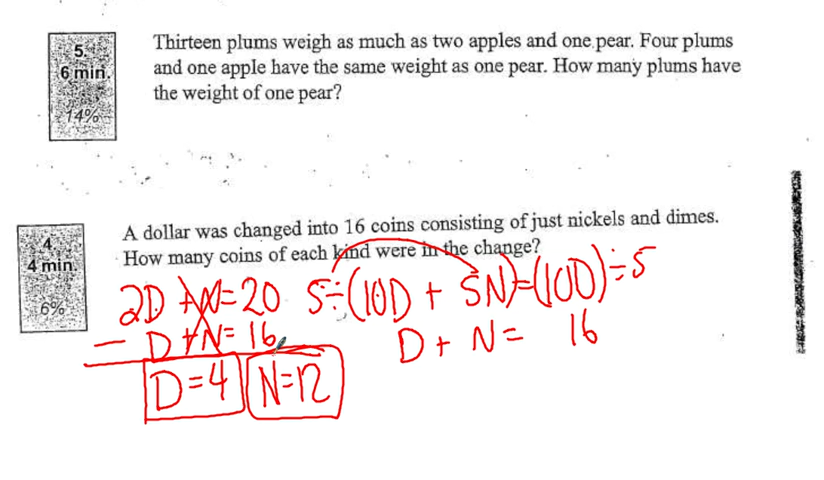 5.
6 min.
14%
Thirteen plums weigh as much as two apples and one pear. Four plums
and one apple have the same weight as one pear. How many plums have
the weight of one pear?
4
4 min.
6%
A dollar was changed into 16 coins consisting of just nickels and dimes.
How many coins of each kind were in the change?
2D + N = 20
- D + N = 16
D = 4
N = 12
5÷(10D + 5N) = (100)÷5
D + N = 16